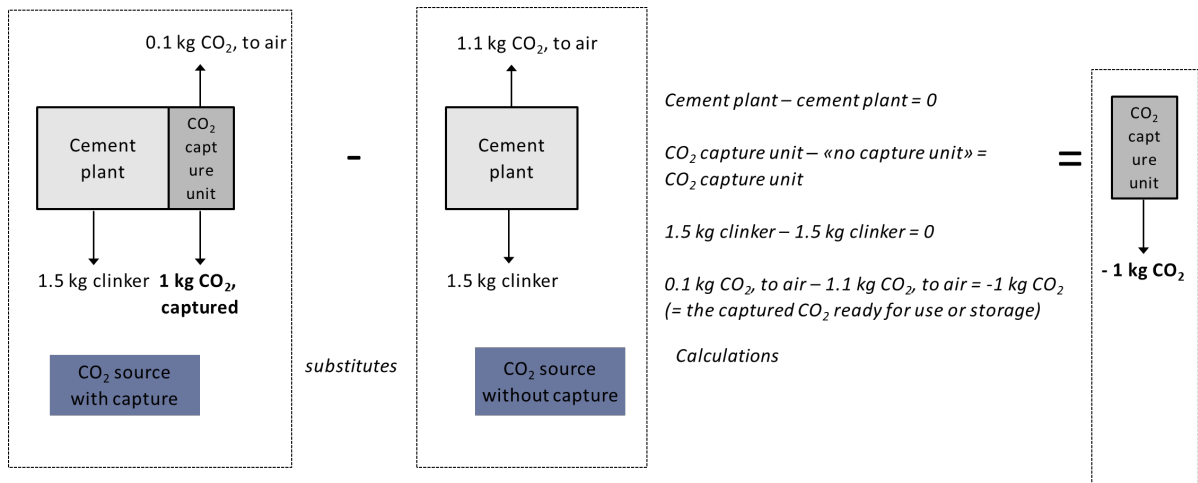 0.1 kg CO₂, to air
Cement
plant
CO₂
capt
ure
unit
1.5 kg clinker
1 kg CO₂,
captured
CO₂ source
with capture
-
substitutes
1.1 kg CO₂, to air
Cement
plant
1.5 kg clinker
CO₂ source
without capture
Cement plant – cement plant = 0
CO₂ capture unit – «no capture unit» =
CO₂ capture unit
1.5 kg clinker – 1.5 kg clinker = 0
0.1 kg CO₂, to air – 1.1 kg CO₂, to air = -1 kg CO₂
(= the captured CO₂ ready for use or storage)
Calculations
=
CO₂
capt
ure
unit
- 1 kg CO₂